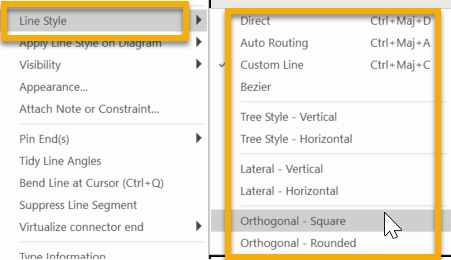 Line Style
Apply Line Style on Diagram
Visibility
Appearance...
Attach Note or Constraint...
Pin End(s)
Tidy Line Angles
Bend Line at Cursor (Ctrl+Q)
Suppress Line Segment
Virtualize connector end
Type Information
Direct Ctrl+Maj+D
Auto Routing Ctrl+Maj+A
Custom Line Ctrl+Maj+C
Bezier
Tree Style - Vertical
Tree Style - Horizontal
Lateral - Vertical
Lateral - Horizontal
Orthogonal - Square
Orthogonal - Rounded